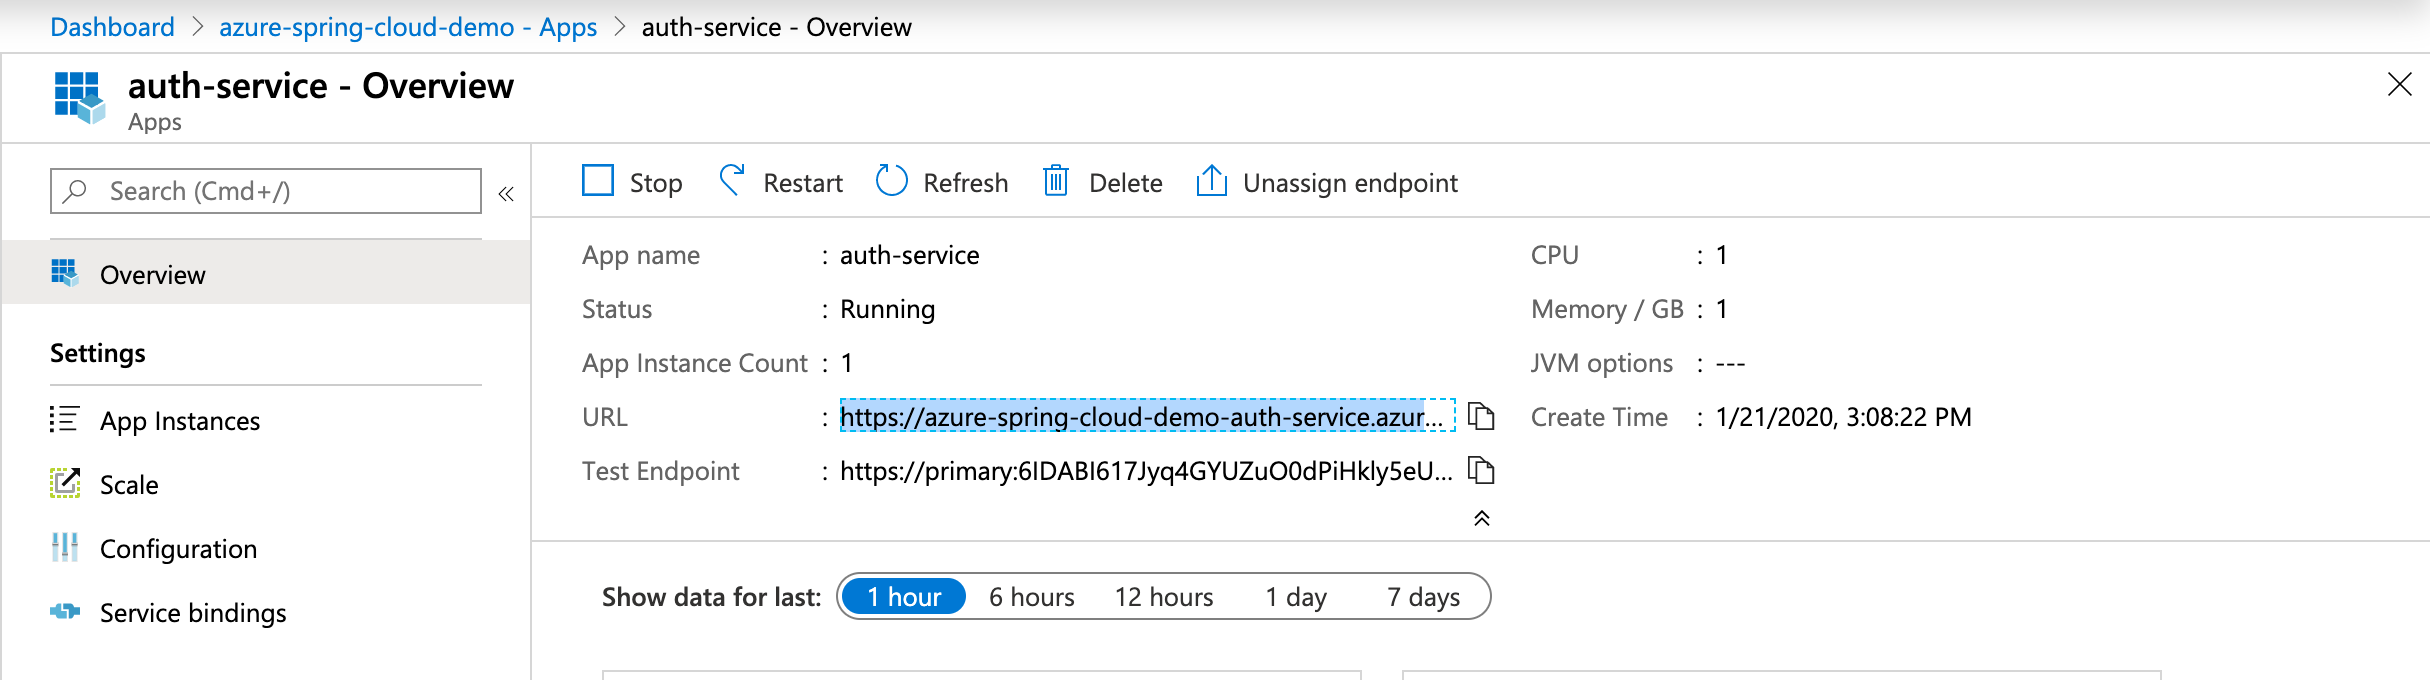 Dashboard > azure-spring-cloud-demo - Apps > auth-service - Overview
auth-service - Overview
Apps
Search (Cmd+/)
«
Overview
Settings
App Instances
Scale
Configuration
Service bindings
Stop Restart Refresh Delete Unassign endpoint
App name : auth-service
Status : Running
App Instance Count : 1
URL : https://azure-spring-cloud-demo-auth-service.azur...
Test Endpoint : https://primary:6IDABI617Jyq4GYUZuO0dPiHkly5eU...
CPU : 1
Memory / GB : 1
JVM options : ---
Create Time : 1/21/2020, 3:08:22 PM
Show data for last: 1 hour 6 hours 12 hours 1 day 7 days